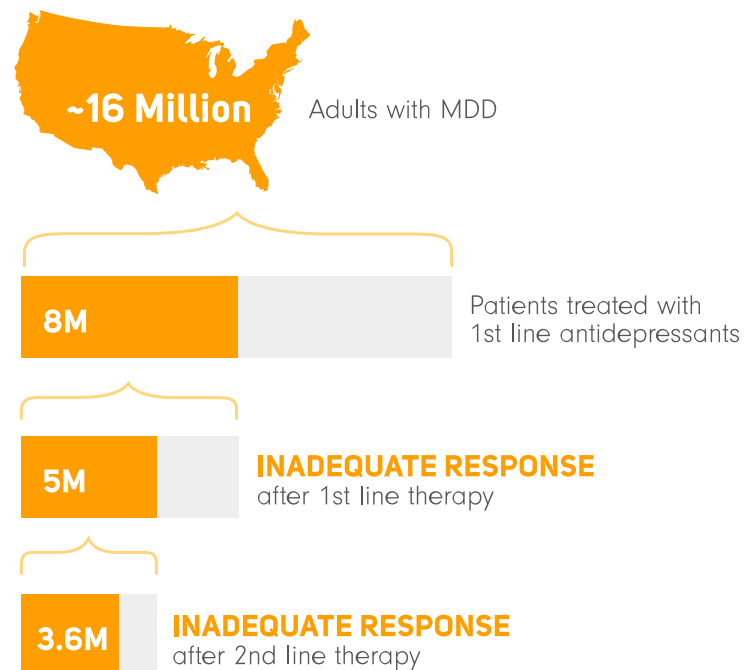 ~16 Million
Adults with MDD
8M
Patients treated with
1st line antidepressants
5M
INADEQUATE RESPONSE
after 1st line therapy
3.6M
INADEQUATE RESPONSE
after 2nd line therapy